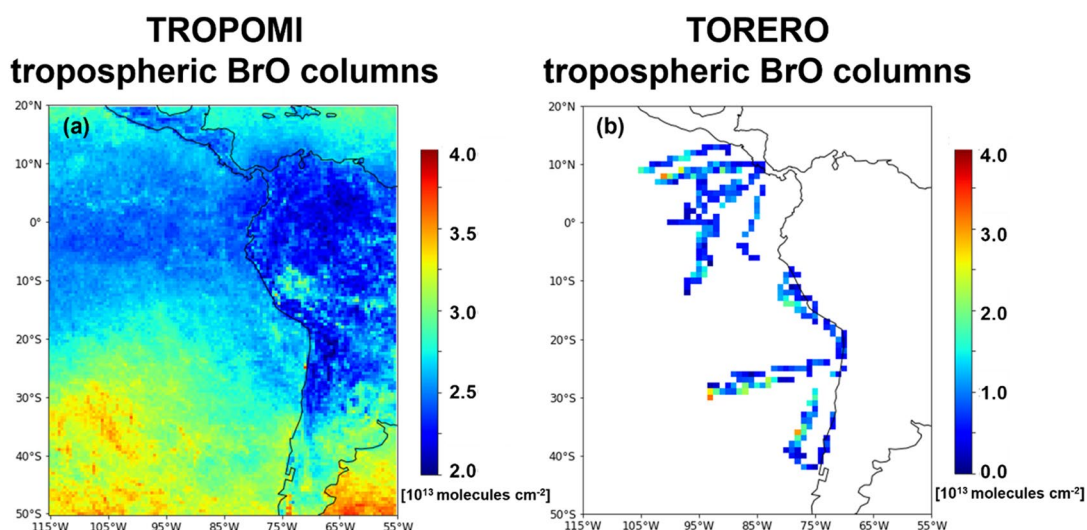 TROPOMI
tropospheric BrO columns
(a)
20°N
10°N
0°
10°S
20°S
30°S
40°S
50°S
115°W 105°W 95°W 85°W 75°W 65°W 55°W
4.0
3.5
3.0
2.5
2.0
[10¹³ molecules cm⁻²]
TORERO
tropospheric BrO columns
(b)
20°N
10°N
0°
10°S
20°S
30°S
40°S
50°S
115°W 105°W 95°W 85°W 75°W 65°W 55°W
4.0
3.0
2.0
1.0
0.0
[10¹³ molecules cm⁻²]